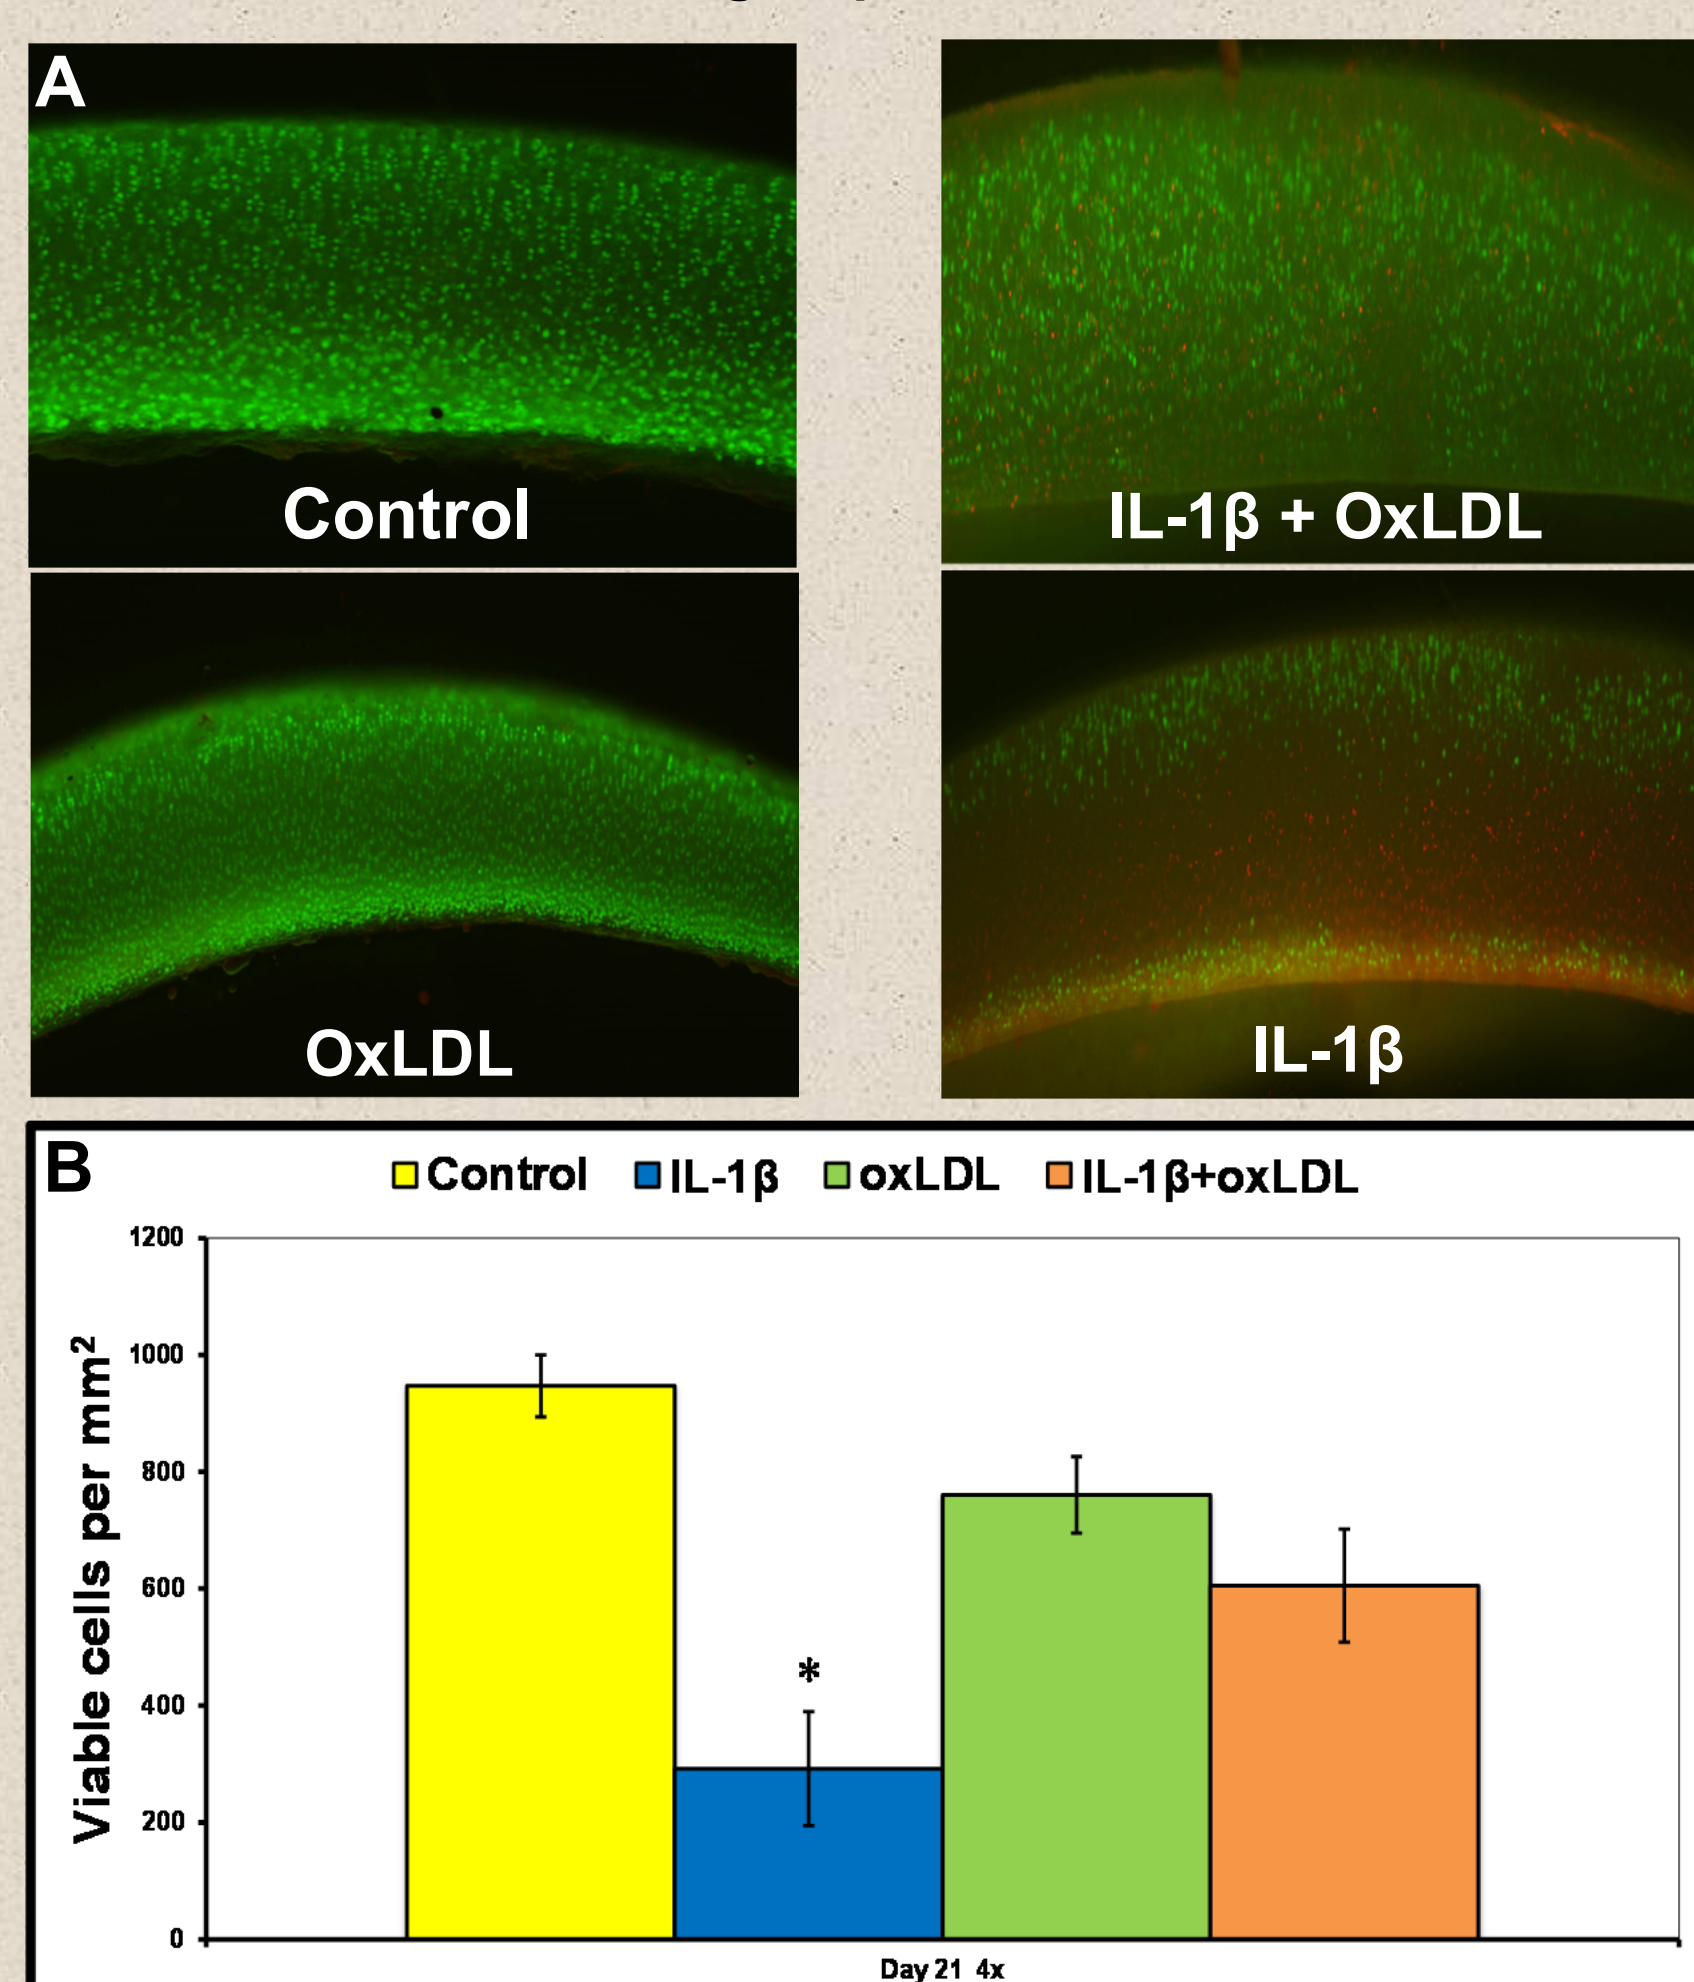 A
Control
IL-1β + OxLDL
OxLDL
IL-1β
B
Control IL-1β oxLDL IL-1β+oxLDL
Viable cells per mm²
1200
1000
800
600
400
200
0
*
Day 21 4x